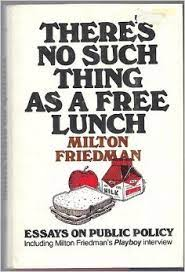 THERE'S
NO SUCH
THING
AS A FREE
LUNCH
MILTON
FRIEDMAN
MILK
ESSAYS ON PUBLIC POLICY
Including Milton Friedman's Playboy interview